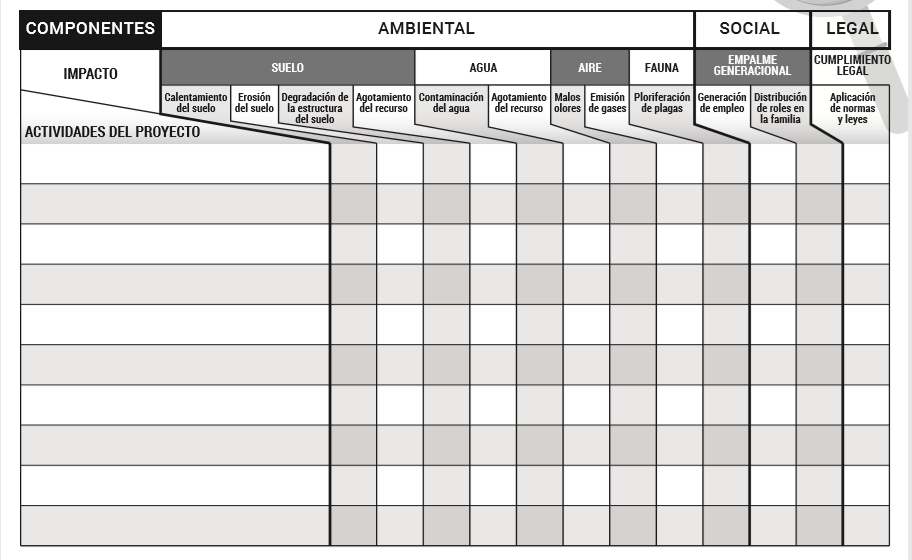 COMPONENTES AMBIENTAL SOCIAL LEGAL
IMPACTO SUELO AGUA AIRE FAUNA EMPALME GENERACIONAL CUMPLIMIENTO LEGAL
Calentamiento del suelo
Erosión del suelo
Degradación de la estructura del suelo
Agotamiento del recurso
Contaminación del agua
Agotamiento del recurso
Malos olores
Emisión de gases
Ploriferación de plagas
Generación de empleo
Distribución de roles en la familia
Aplicación de normas y leyes
ACTIVIDADES DEL PROYECTO